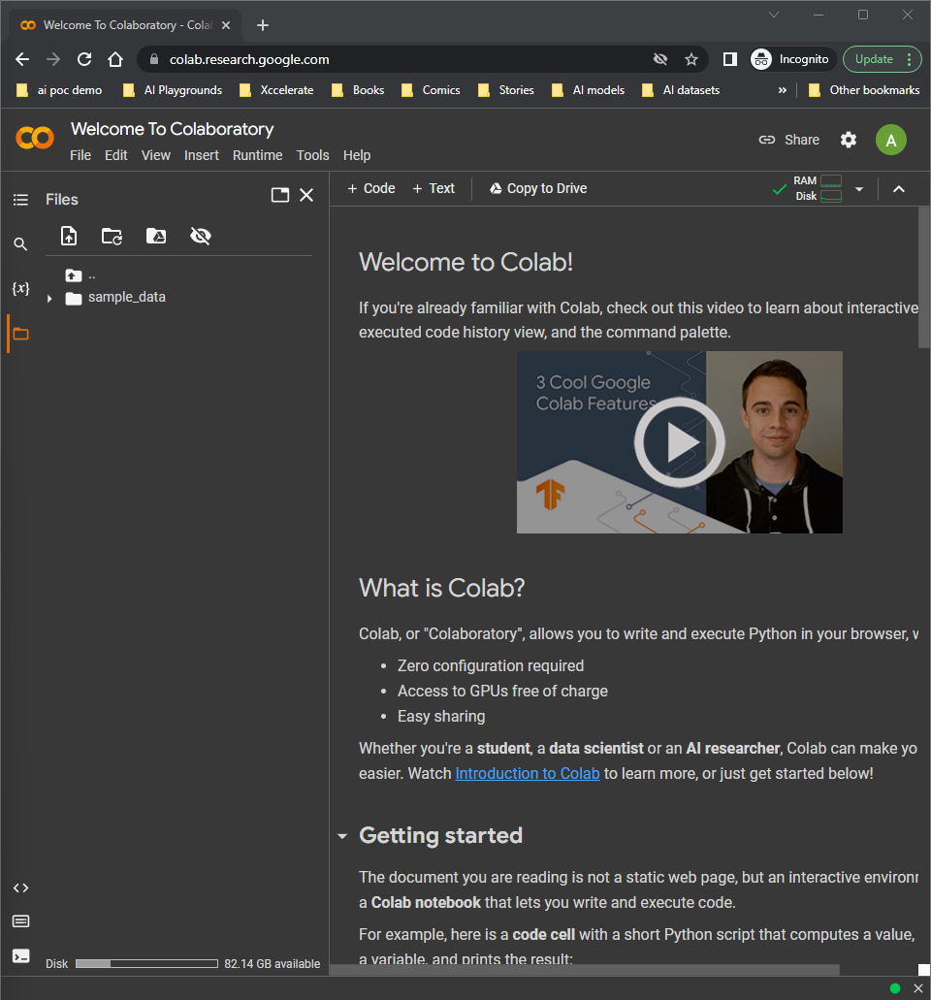 Welcome To Colaboratory - Cola
colab.research.google.com
Incognito
Update
ai poc demo
AI Playgrounds
Xccelerate
Books
Comics
Stories
AI models
AI datasets
»
Other bookmarks
Welcome To Colaboratory
File Edit View Insert Runtime Tools Help
Share
A
Files
+ Code + Text
Copy to Drive
RAM
Disk
{x}
..
sample_data
Welcome to Colab!
If you're already familiar with Colab, check out this video to learn about interactive
executed code history view, and the command palette.
3 Cool Google
Colab Features
What is Colab?
Colab, or "Colaboratory", allows you to write and execute Python in your browser, w
• Zero configuration required
• Access to GPUs free of charge
• Easy sharing
Whether you're a student, a data scientist or an AI researcher, Colab can make you
easier. Watch Introduction to Colab to learn more, or just get started below!
Getting started
The document you are reading is not a static web page, but an interactive environm
a Colab notebook that lets you write and execute code.
For example, here is a code cell with a short Python script that computes a value,
a variable, and prints the result:
Disk
82.14 GB available